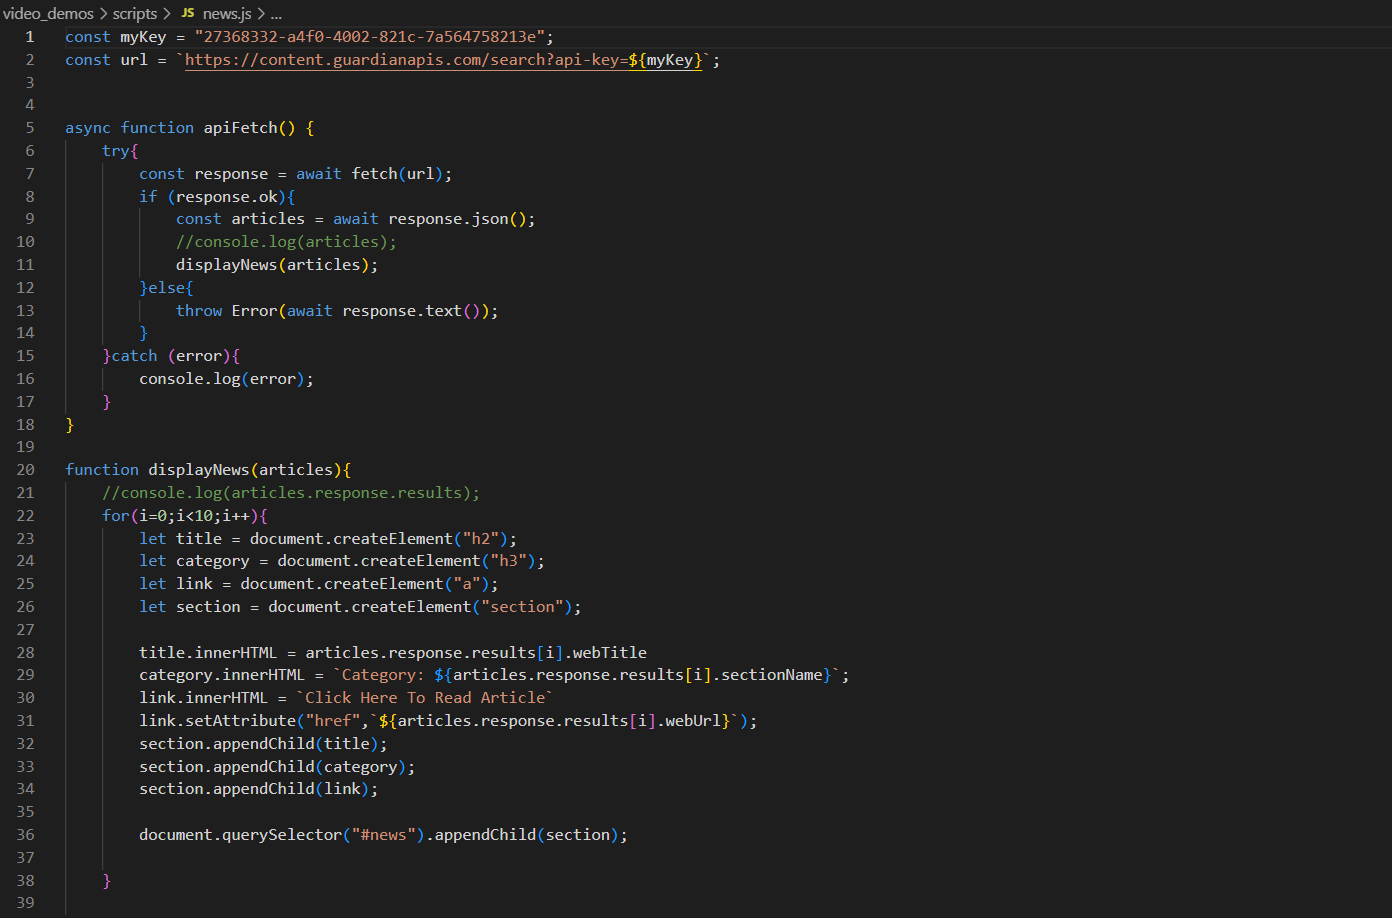 video_demos > scripts > JS news.js > ...
1 const myKey = "27368332-a4f0-4002-821c-7a564758213e";
2 const url = `https://content.guardianapis.com/search?api-key=${myKey}`;
3
4
5 async function apiFetch() {
6     try{
7         const response = await fetch(url);
8         if (response.ok){
9             const articles = await response.json();
10             //console.log(articles);
11             displayNews(articles);
12         }else{
13             throw Error(await response.text());
14         }
15     }catch (error){
16         console.log(error);
17     }
18 }
19
20 function displayNews(articles){
21     //console.log(articles.response.results);
22     for(i=0;i<10;i++){
23         let title = document.createElement("h2");
24         let category = document.createElement("h3");
25         let link = document.createElement("a");
26         let section = document.createElement("section");
27
28         title.innerHTML = articles.response.results[i].webTitle
29         category.innerHTML = `Category: ${articles.response.results[i].sectionName}`;
30         link.innerHTML = `Click Here To Read Article`
31         link.setAttribute("href",`${articles.response.results[i].webUrl}`);
32         section.appendChild(title);
33         section.appendChild(category);
34         section.appendChild(link);
35
36         document.querySelector("#news").appendChild(section);
37
38     }
39